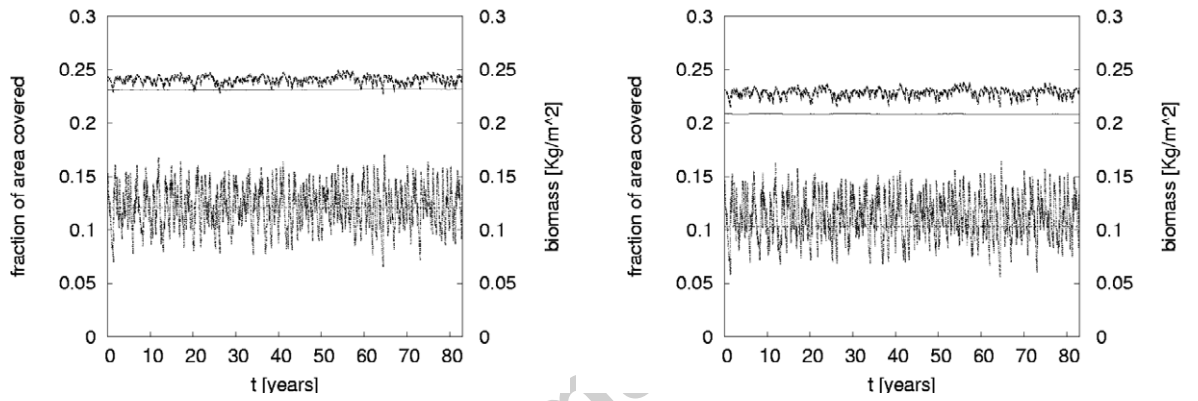 0.3 0.3 0.3 0.3
0.25 0.25 0.25 0.25
0.2 0.2 0.2 0.2
0.15 0.15 0.15 0.15
0.1 0.1 0.1 0.1
0.05 0.05 0.05 0.05
0 0 0 0
fraction of area covered
biomass [Kg/m^2]
fraction of area covered
biomass [Kg/m^2]
0 10 20 30 40 50 60 70 80 0 10 20 30 40 50 60 70 80
t [years] t [years]